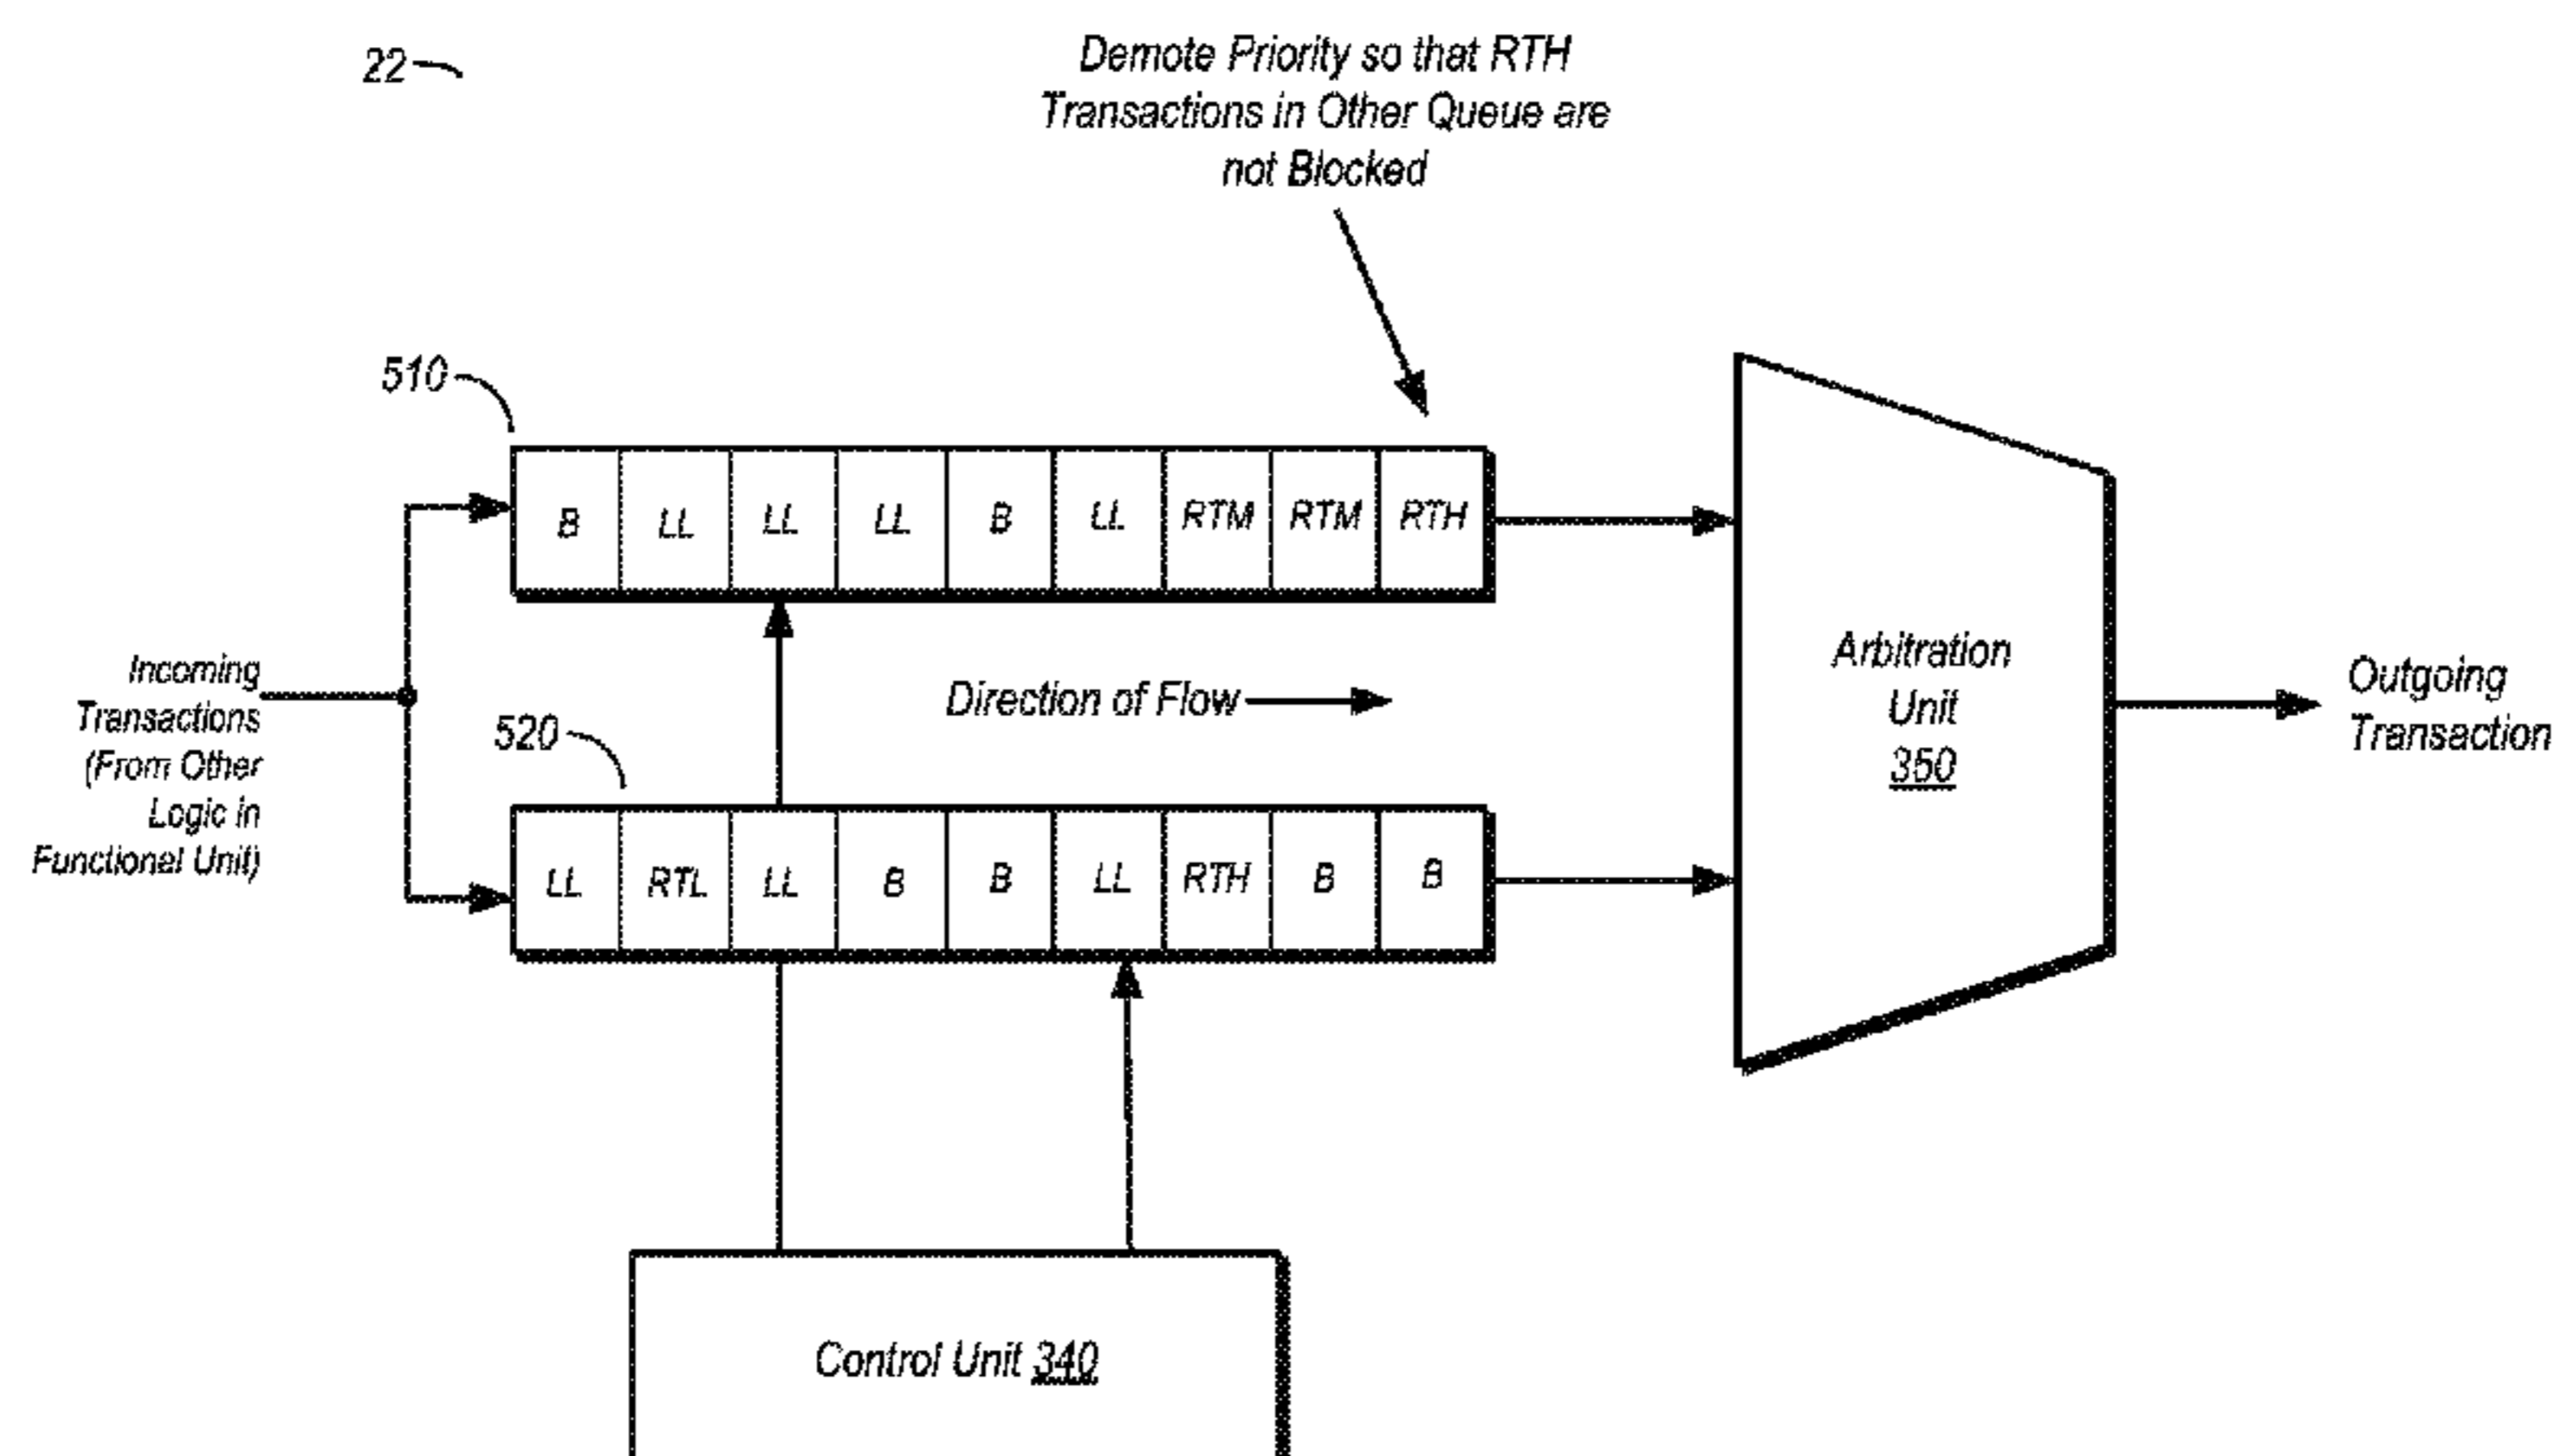 22
Demote Priority so that RTH
Transactions in Other Queue are
not Blocked
510
B LL LL LL B LL RTM RTM RTH
Incoming
Transactions
(From Other
Logic in
Functional Unit)
Direction of Flow
520
LL RTL LL B B LL RTH B B
Arbitration
Unit
350
Outgoing
Transaction
Control Unit 340